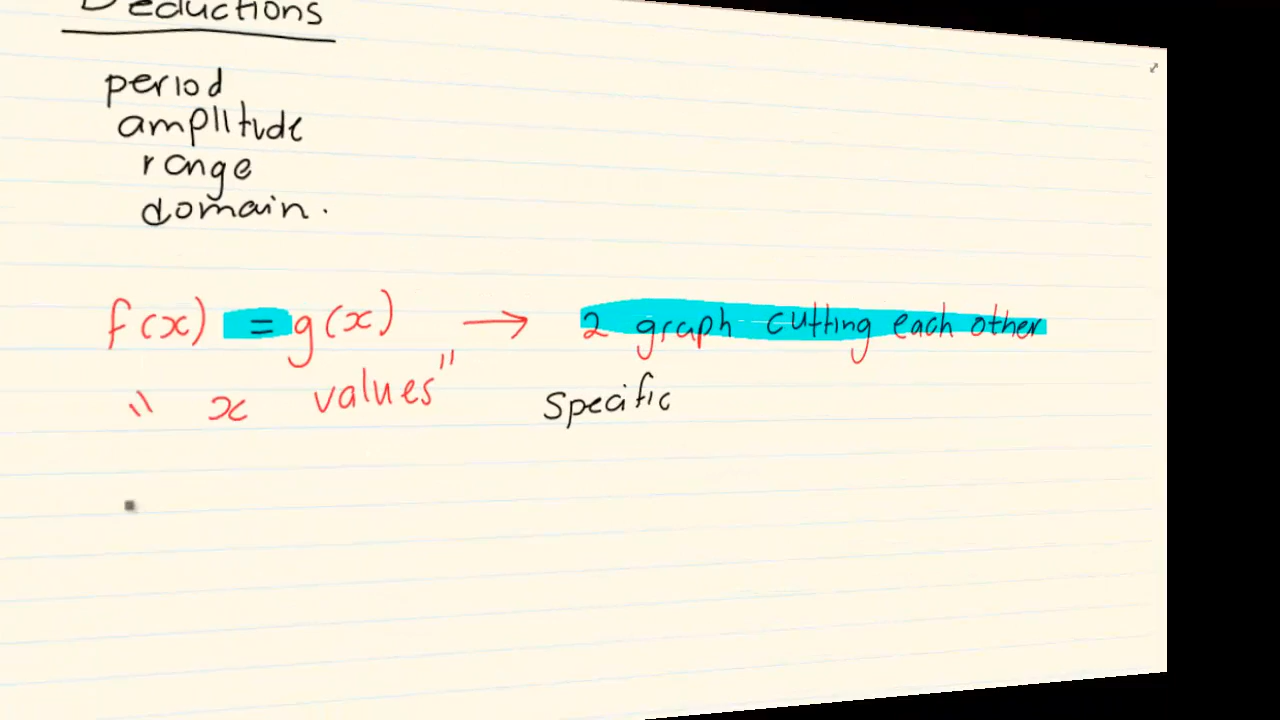 Deductions
period
amplitude
range
domain.
f(x) = g(x) → 2 graph cutting each other
" x values" specific